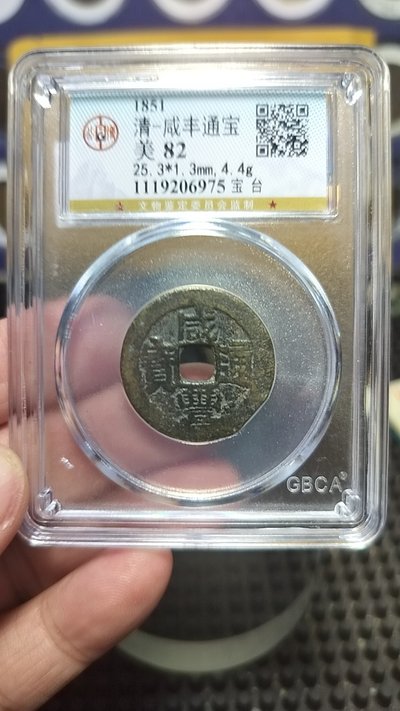 1851
清-咸丰通宝
美 82
25.3*1.3mm,4.4g
1119206975 宝台
★ 文物鉴定委员会监制 ★
咸豐通寶
GBCA